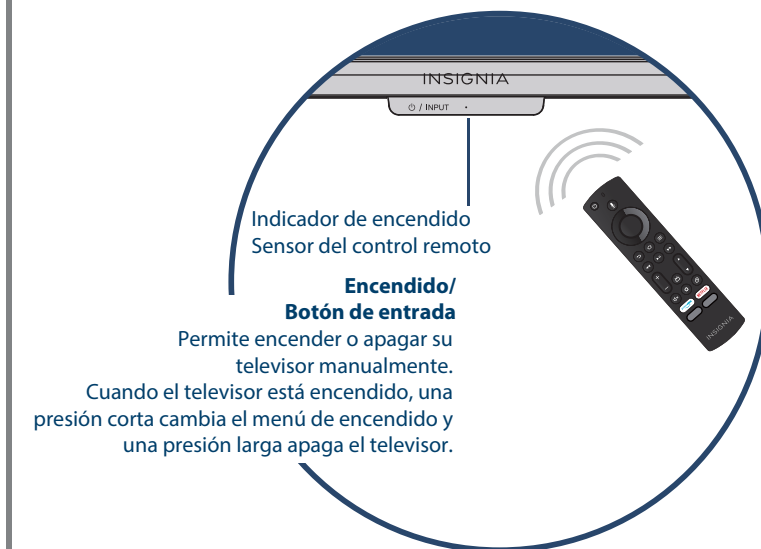 INSIGNIA
⏻ / INPUT
Indicador de encendido
Sensor del control remoto
Encendido/
Botón de entrada
Permite encender o apagar su
televisor manualmente.
Cuando el televisor está encendido, una
presión corta cambia el menú de encendido y
una presión larga apaga el televisor.
INSIGNIA